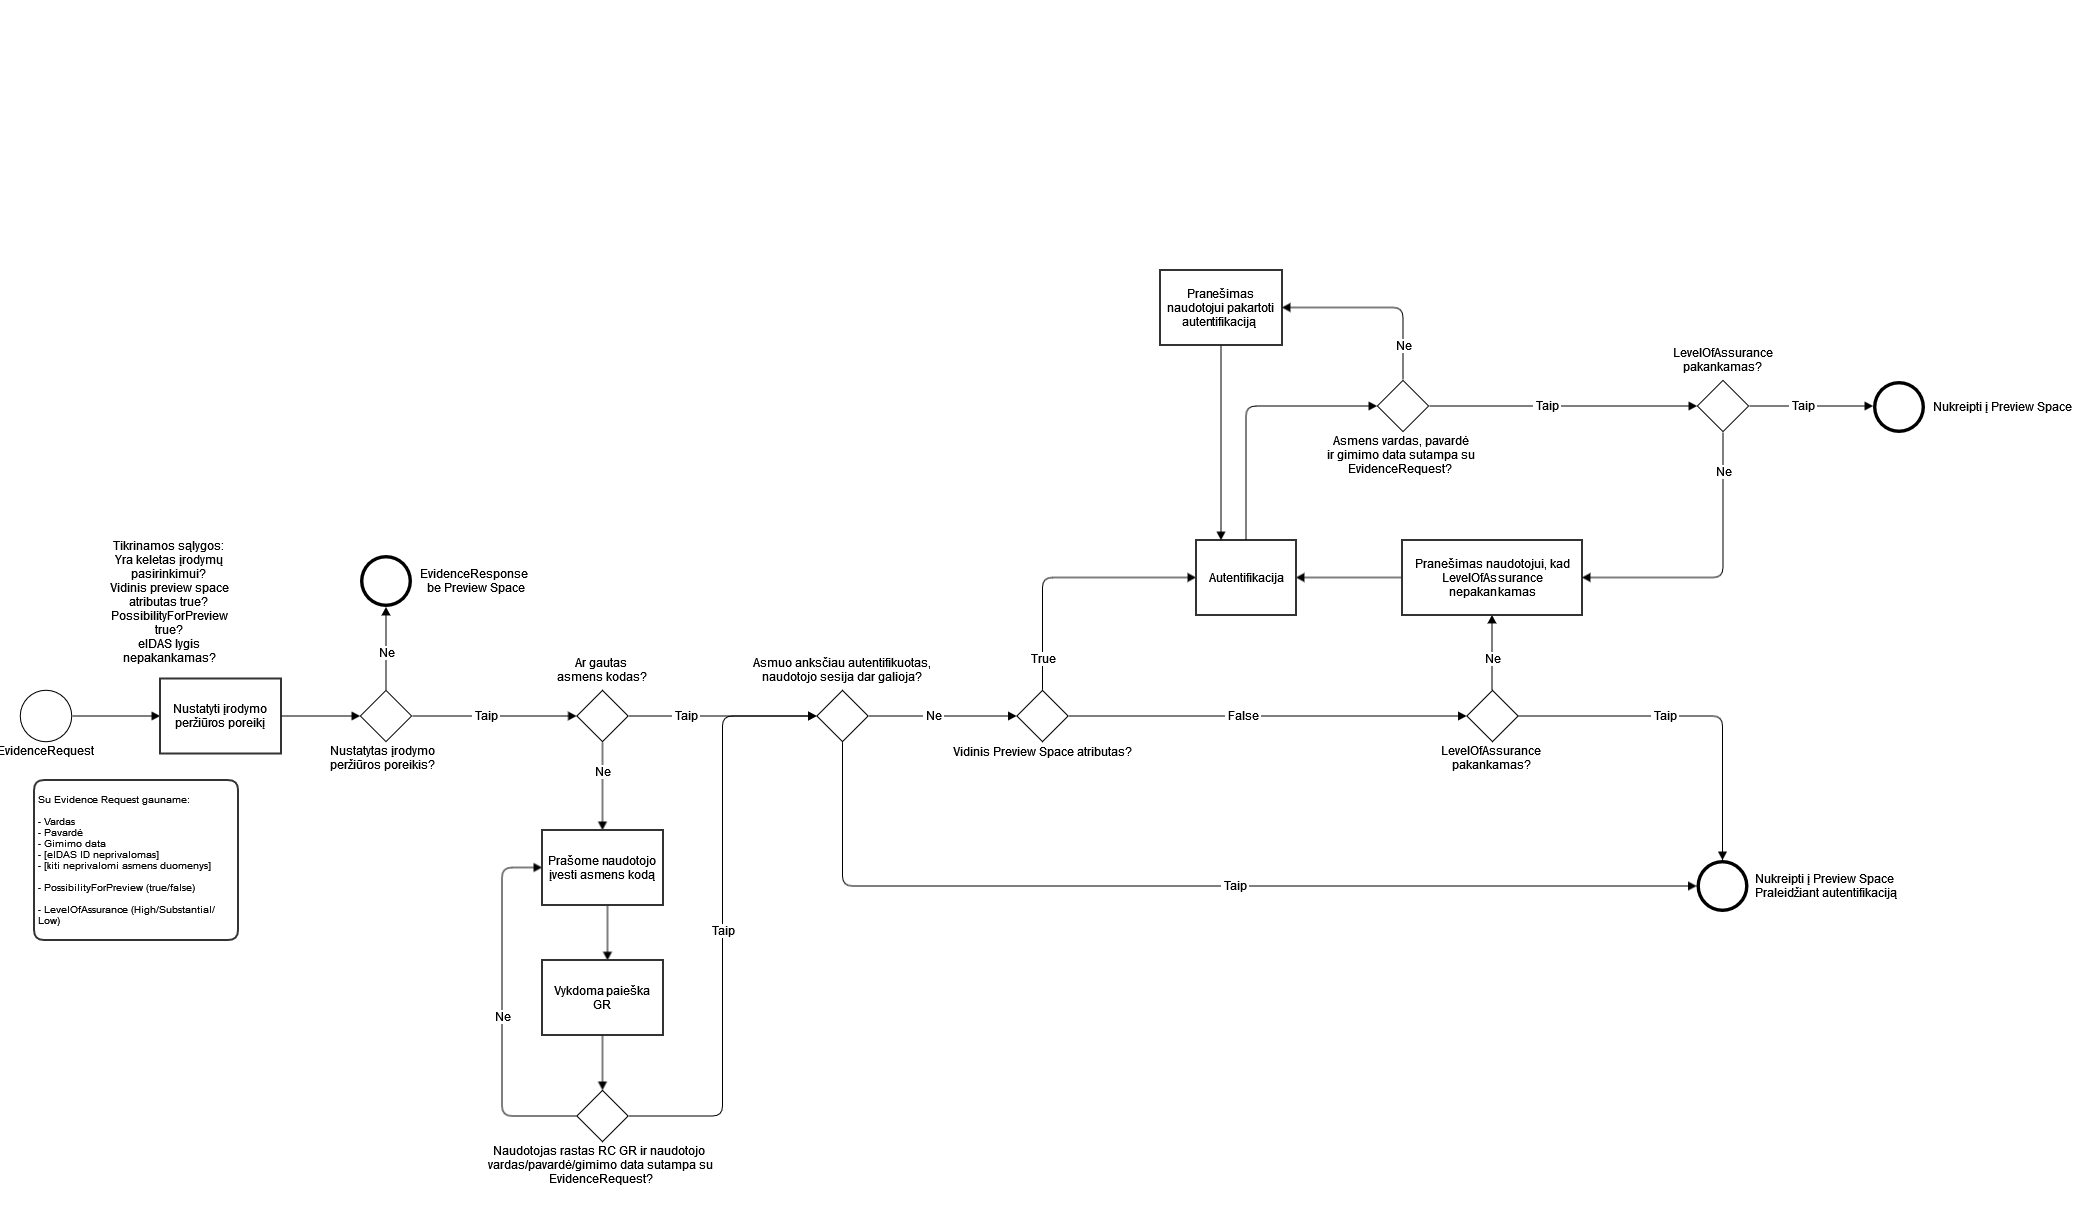 Pranešimas
naudotojui pakartoti
autentifikaciją
Ne
LevelOfAssurance
pakankamas?
Taip
Taip
Nukreipti į Preview Space
Asmens vardas, pavardė
ir gimimo data sutampa su
EvidenceRequest?
Ne
Tikrinamos sąlygos:
Yra keletas įrodymų
pasirinkimui?
Vidinis preview space
atributas true?
PossibilityForPreview
true?
eIDAS lygis
nepakankamas?
EvidenceResponse
be Preview Space
Autentifikacija
Pranešimas naudotojui, kad
LevelOfAssurance
nepakankamas
Ne
Ar gautas
asmens kodas?
Asmuo anksčiau autentifikuotas,
naudotojo sesija dar galioja?
True
Ne
Nustatyti įrodymo
peržiūros poreikį
Taip
Taip
Ne
False
Taip
EvidenceRequest
Nustatytas įrodymo
peržiūros poreikis?
Vidinis Preview Space atributas?
LevelOfAssurance
pakankamas?
Ne
Su Evidence Request gauname:
- Vardas
- Pavardė
- Gimimo data
- [eIDAS ID neprivalomas]
- [kiti neprivalomi asmens duomenys]
- PossibilityForPreview (true/false)
- LevelOfAssurance (High/Substantial/
Low)
Prašome naudotojo
įvesti asmens kodą
Taip
Nukreipti į Preview Space
Praleidžiant autentifikaciją
Taip
Vykdoma paieška
GR
Ne
Naudotojas rastas RC GR ir naudotojo
vardas/pavardė/gimimo data sutampa su
EvidenceRequest?